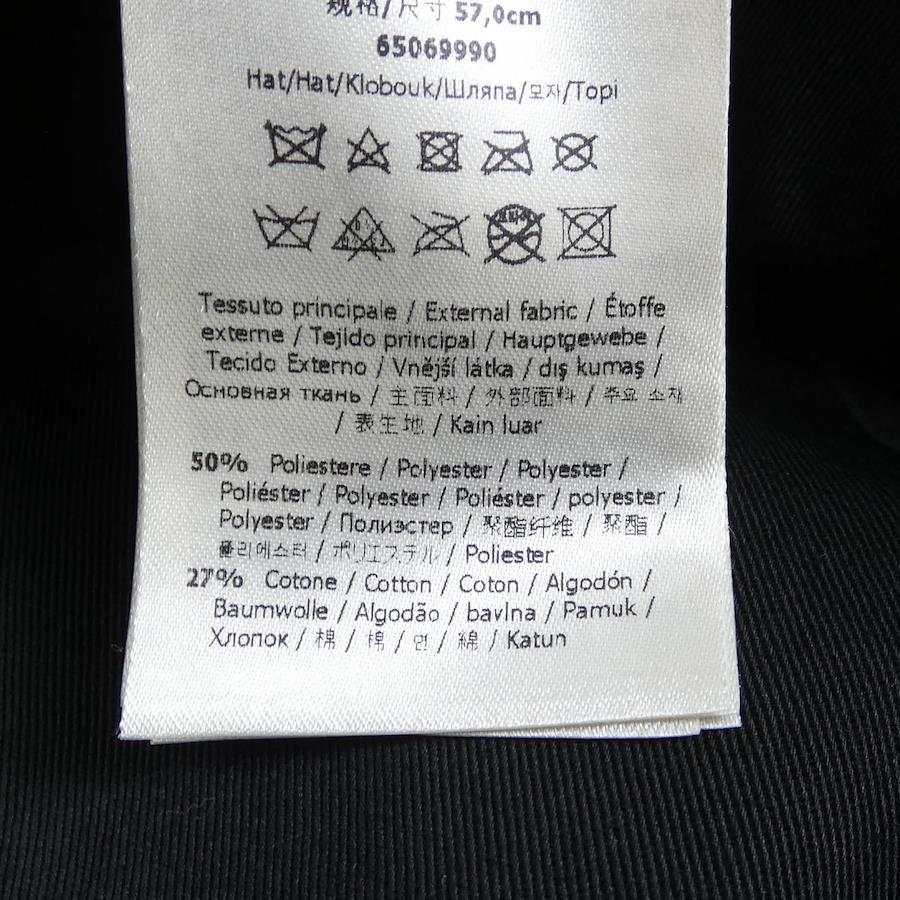 规格/尺寸 57,0cm
65069990
Hat/Hat/Klobouk/Шляпа/모자/Topi
Tessuto principale / External fabric / Étoffe
externe / Tejido principal / Hauptgewebe /
Tecido Externo / Vnější látka / dış kumaş /
Основная ткань / 主面料 / 外部面料 / 주요 소재
/ 表生地 / Kain luar
50% Poliestere / Polyester / Polyester /
Poliéster / Polyester / Poliéster / polyester /
Polyester / Полиэстер / 聚酯纤维 / 聚酯 /
폴리에스터 / ポリエステル / Poliester
27% Cotone / Cotton / Coton / Algodón /
Baumwolle / Algodão / bavlna / Pamuk /
Хлопок / 棉 / 棉 / 면 / 綿 / Katun